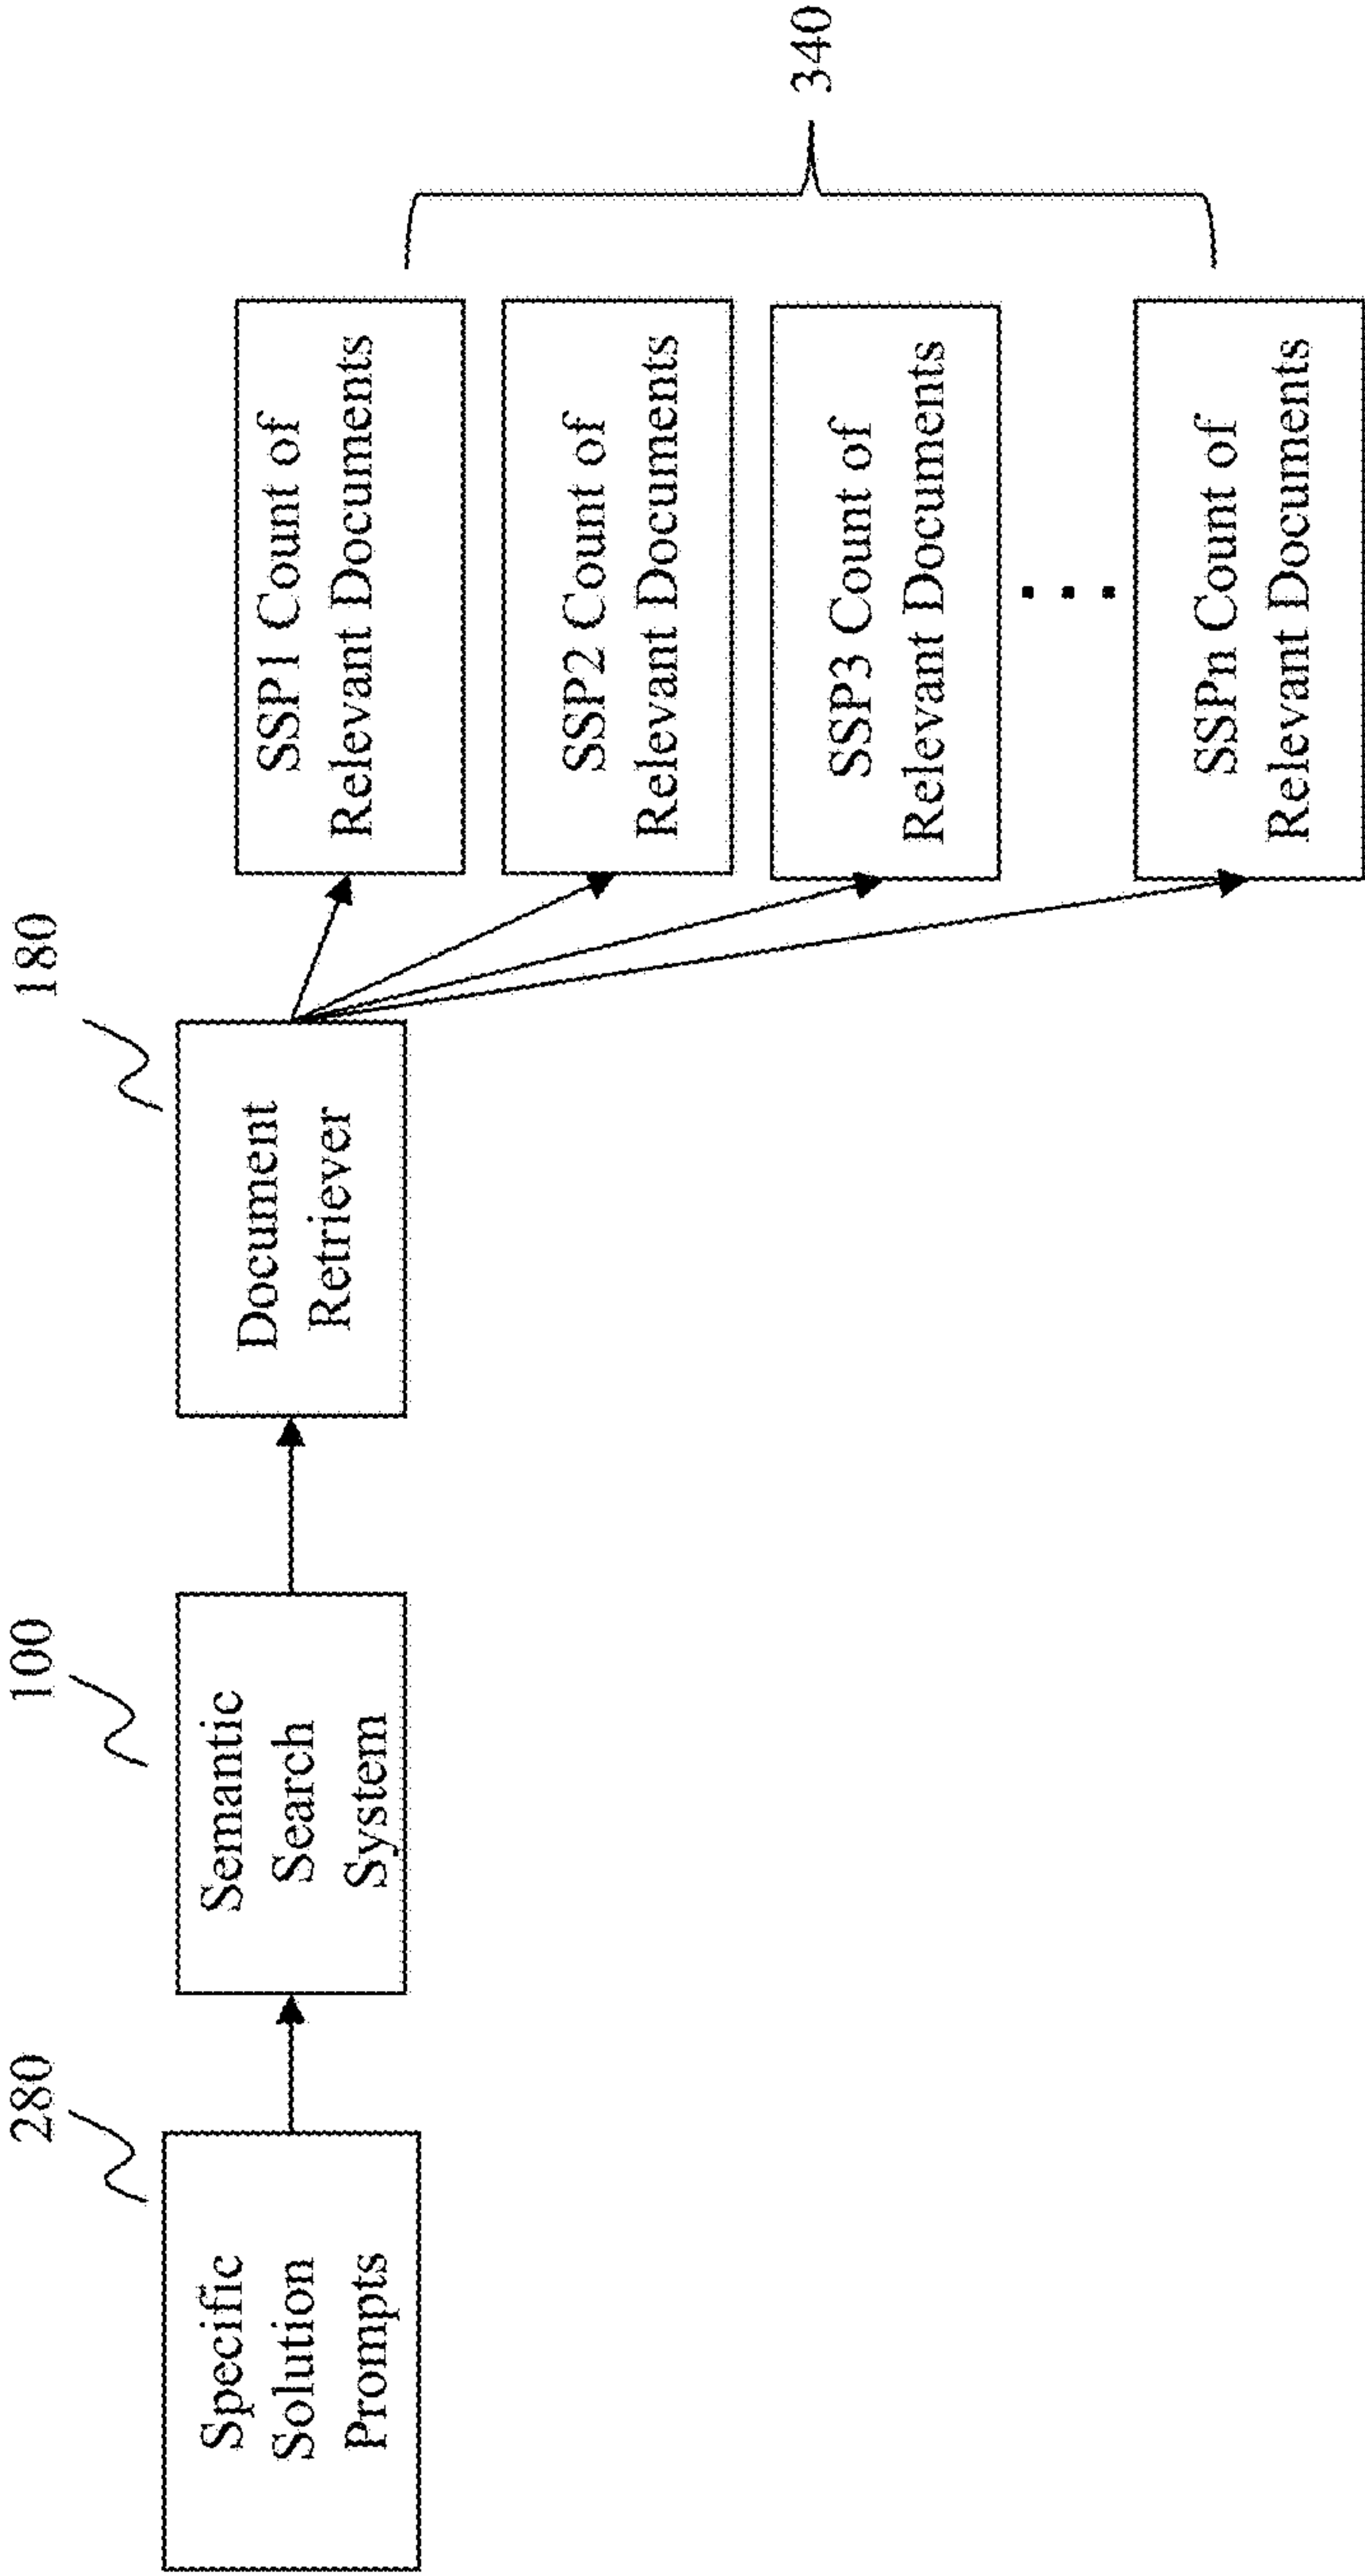 280
Specific
Solution
Prompts
100
Semantic
Search
System
180
Document
Retriever
SSP1 Count of
Relevant Documents
SSP2 Count of
Relevant Documents
SSP3 Count of
Relevant Documents
. . .
SSPn Count of
Relevant Documents
340